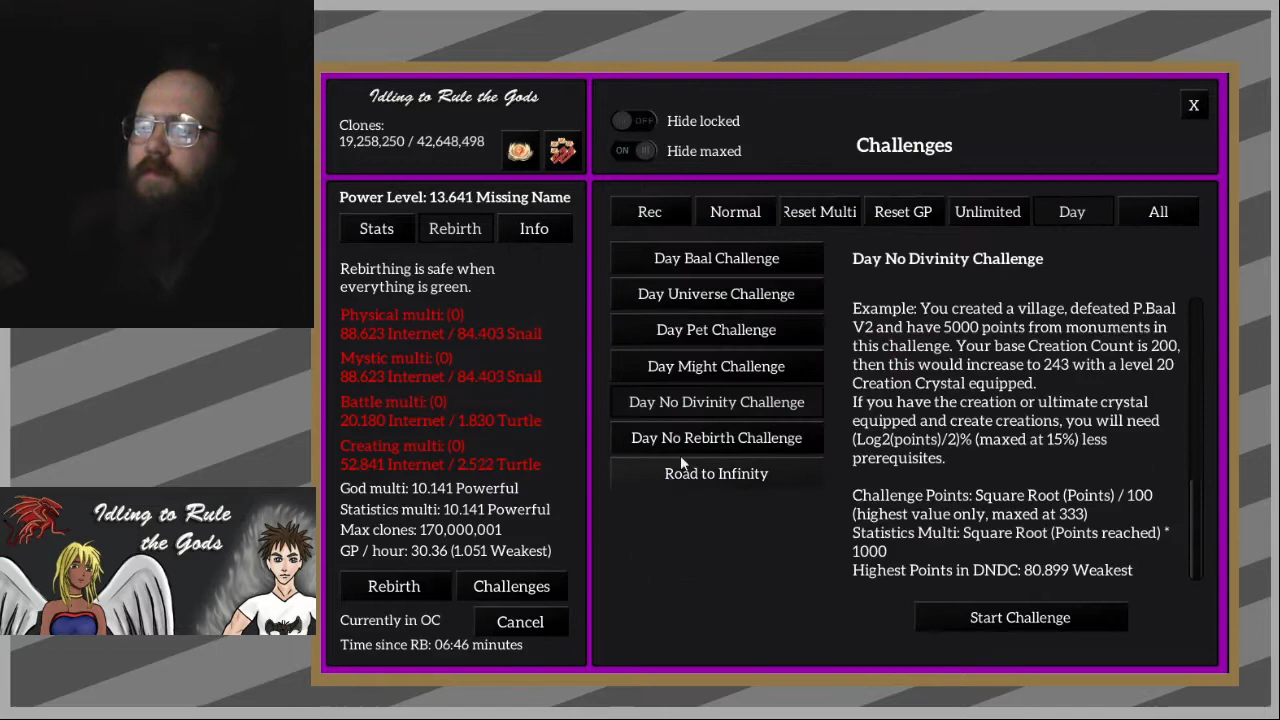 Idling to Rule the Gods
Clones:
19,258,250 / 42,648,498
OFF
Hide locked
ON
Hide maxed
Challenges
X
Power Level: 13.641 Missing Name
Stats
Rebirth
Info
Rebirthing is safe when
everything is green.
Physical multi: (0)
88.623 Internet / 84.403 Snail
Mystic multi: (0)
88.623 Internet / 84.403 Snail
Battle multi: (0)
20.180 Internet / 1.830 Turtle
Creating multi: (0)
52.841 Internet / 2.522 Turtle
God multi: 10.141 Powerful
Statistics multi: 10.141 Powerful
Max clones: 170,000,001
GP / hour: 30.36 (1.051 Weakest)
Rebirth
Challenges
Currently in OC
Cancel
Time since RB: 06:46 minutes
Rec
Normal
Reset Multi
Reset GP
Unlimited
Day
All
Day Baal Challenge
Day Universe Challenge
Day Pet Challenge
Day Might Challenge
Day No Divinity Challenge
Day No Rebirth Challenge
Road to Infinity
Day No Divinity Challenge
Example: You created a village, defeated P.Baal
V2 and have 5000 points from monuments in
this challenge. Your base Creation Count is 200,
then this would increase to 243 with a level 20
Creation Crystal equipped.
If you have the creation or ultimate crystal
equipped and create creations, you will need
(Log2(points)/2)% (maxed at 15%) less
prerequisites.
Challenge Points: Square Root (Points) / 100
(highest value only, maxed at 333)
Statistics Multi: Square Root (Points reached) *
1000
Highest Points in DNDC: 80.899 Weakest
Start Challenge
Idling to Rule
the Gods